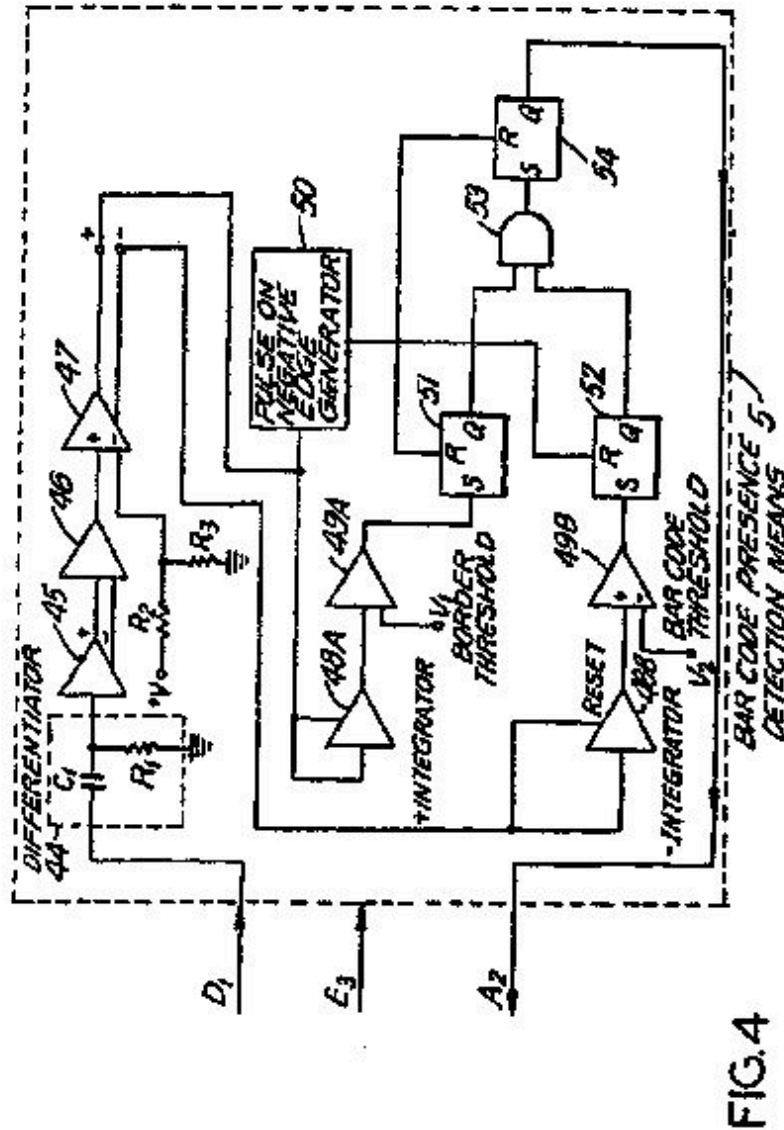 DIFFERENTIATOR
44
C1
R1
45
+
-
46
47
+
-
+V
R2
R3
+
-
D1
E3
A2
50
PULSE ON
NEGATIVE
EDGE
GENERATOR
48A
+INTEGRATOR
49A
V1
BORDER
THRESHOLD
51
S
R
Q
53
S
R
Q
54
RESET
48B
-INTEGRATOR
49B
+
-
V2
BAR CODE
THRESHOLD
52
S
R
Q
BAR CODE PRESENCE 5
DETECTION MEANS
FIG.4